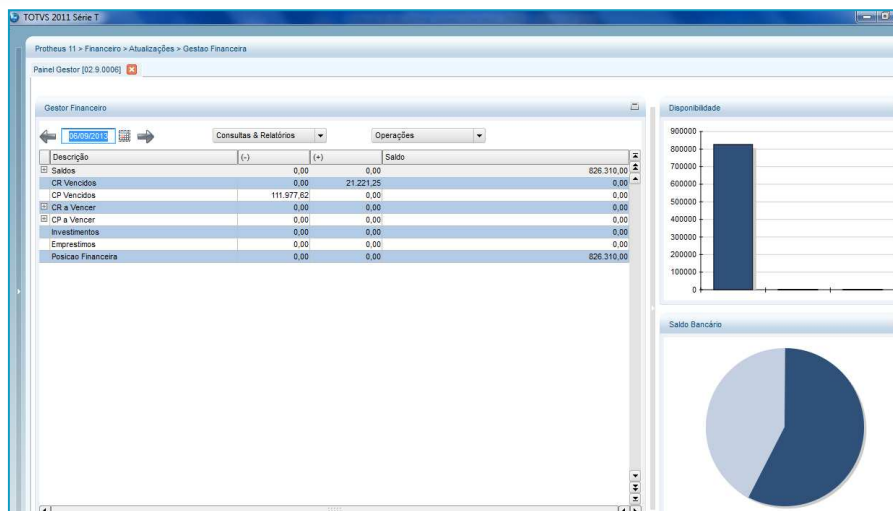 TOTVS 2011 Série T
Protheus 11 > Financeiro > Atualizações > Gestao Financeira
Painel Gestor [02.9.0006]
Gestor Financeiro
06/09/2013 Consultas & Relatórios Operações
Descrição (-) (+) Saldo
Saldos 0,00 0,00 826.310,00
CR Vencidos 0,00 21.221,25 0,00
CP Vencidos 111.977,62 0,00 0,00
CR a Vencer 0,00 0,00 0,00
CP a Vencer 0,00 0,00 0,00
Investimentos 0,00 0,00 0,00
Emprestimos 0,00 0,00 0,00
Posicao Financeira 0,00 0,00 826.310,00
Disponibilidade
900000
800000
700000
600000
500000
400000
300000
200000
100000
0
Saldo Bancário